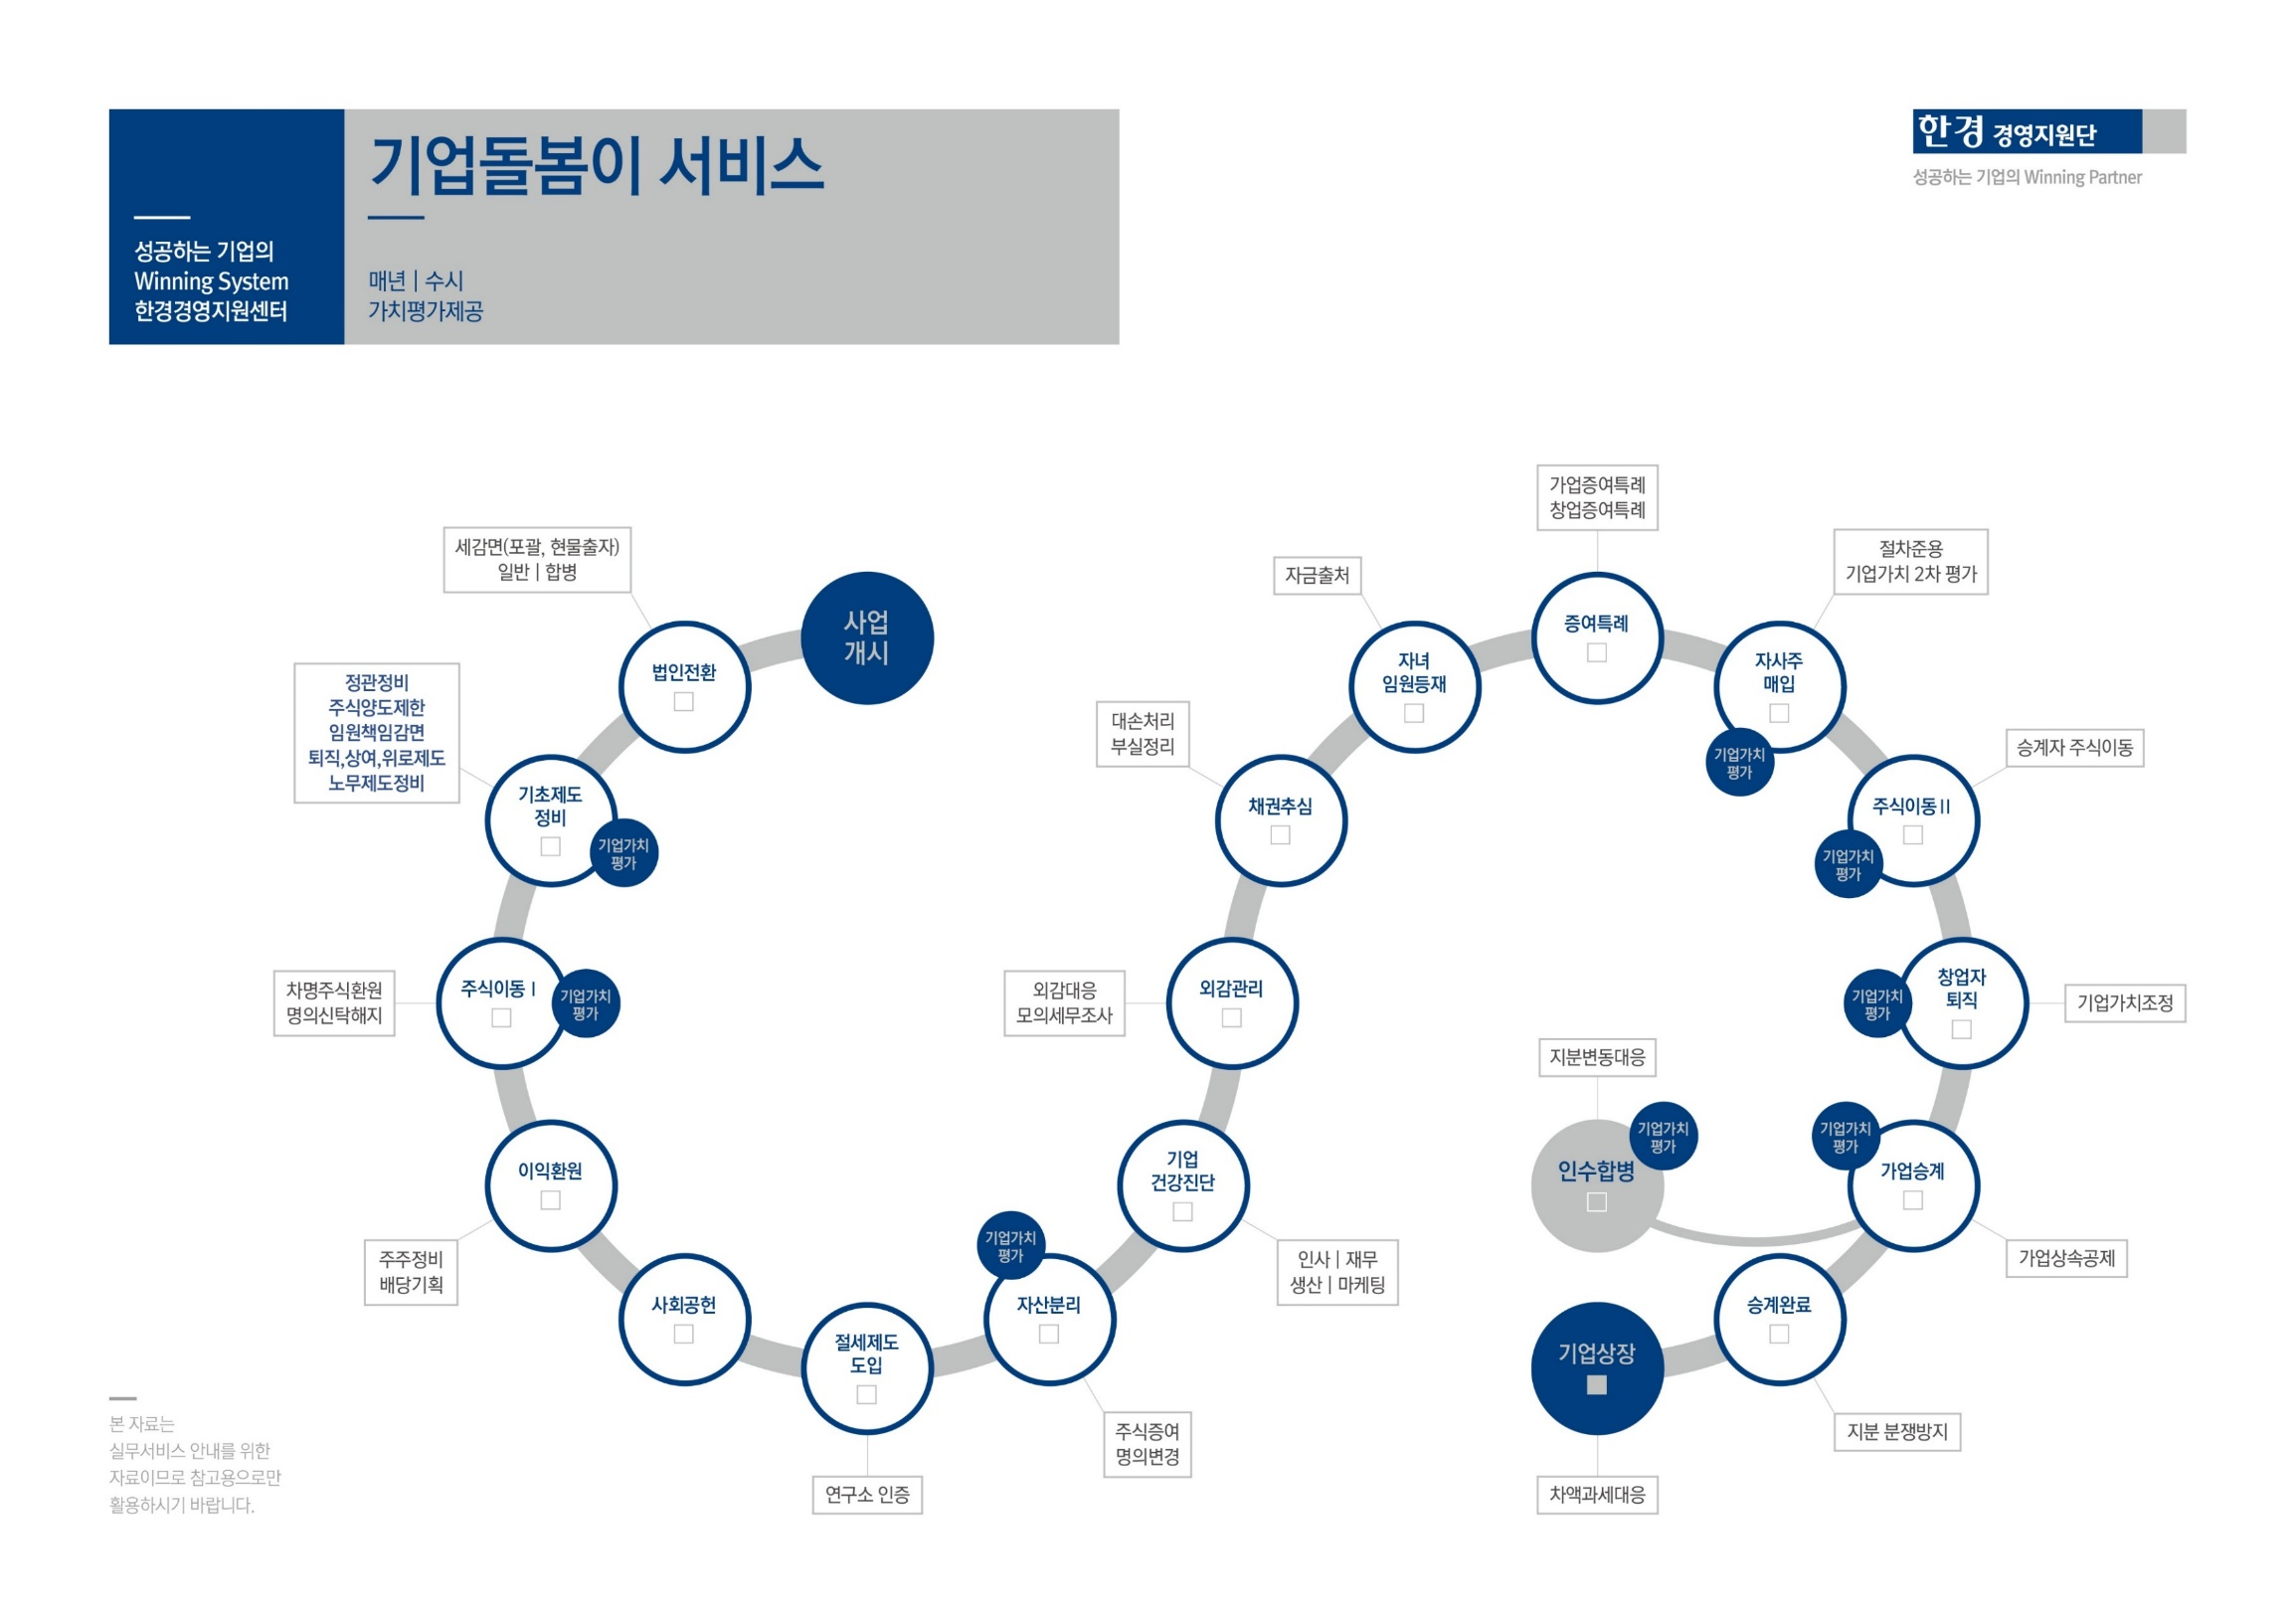 성공하는 기업의
Winning System
한경경영지원센터
기업돌봄이 서비스
매년 | 수시
가치평가제공
한경 경영지원단
성공하는 기업의 Winning Partner
사업
개시
세감면(포괄, 현물출자)
일반 | 합병
법인전환
정관정비
주식양도제한
임원책임감면
퇴직,상여,위로제도
노무제도정비
기초제도
정비
기업가치
평가
차명주식환원
명의신탁해지
주식이동 I
기업가치
평가
이익환원
주주정비
배당기획
사회공헌
절세제도
도입
연구소 인증
기업가치
평가
자산분리
주식증여
명의변경
기업
건강진단
인사 | 재무
생산 | 마케팅
외감대응
모의세무조사
외감관리
대손처리
부실정리
채권추심
자금출처
자녀
임원등재
가업증여특례
창업증여특례
증여특례
절차준용
기업가치 2차 평가
자사주
매입
기업가치
평가
승계자 주식이동
주식이동 II
기업가치
평가
창업자
퇴직
기업가치
평가
기업가치조정
지분변동대응
인수합병
기업가치
평가
기업가치
평가
가업승계
가업상속공제
승계완료
지분 분쟁방지
기업상장
차액과세대응
본 자료는
실무서비스 안내를 위한
자료이므로 참고용으로만
활용하시기 바랍니다.